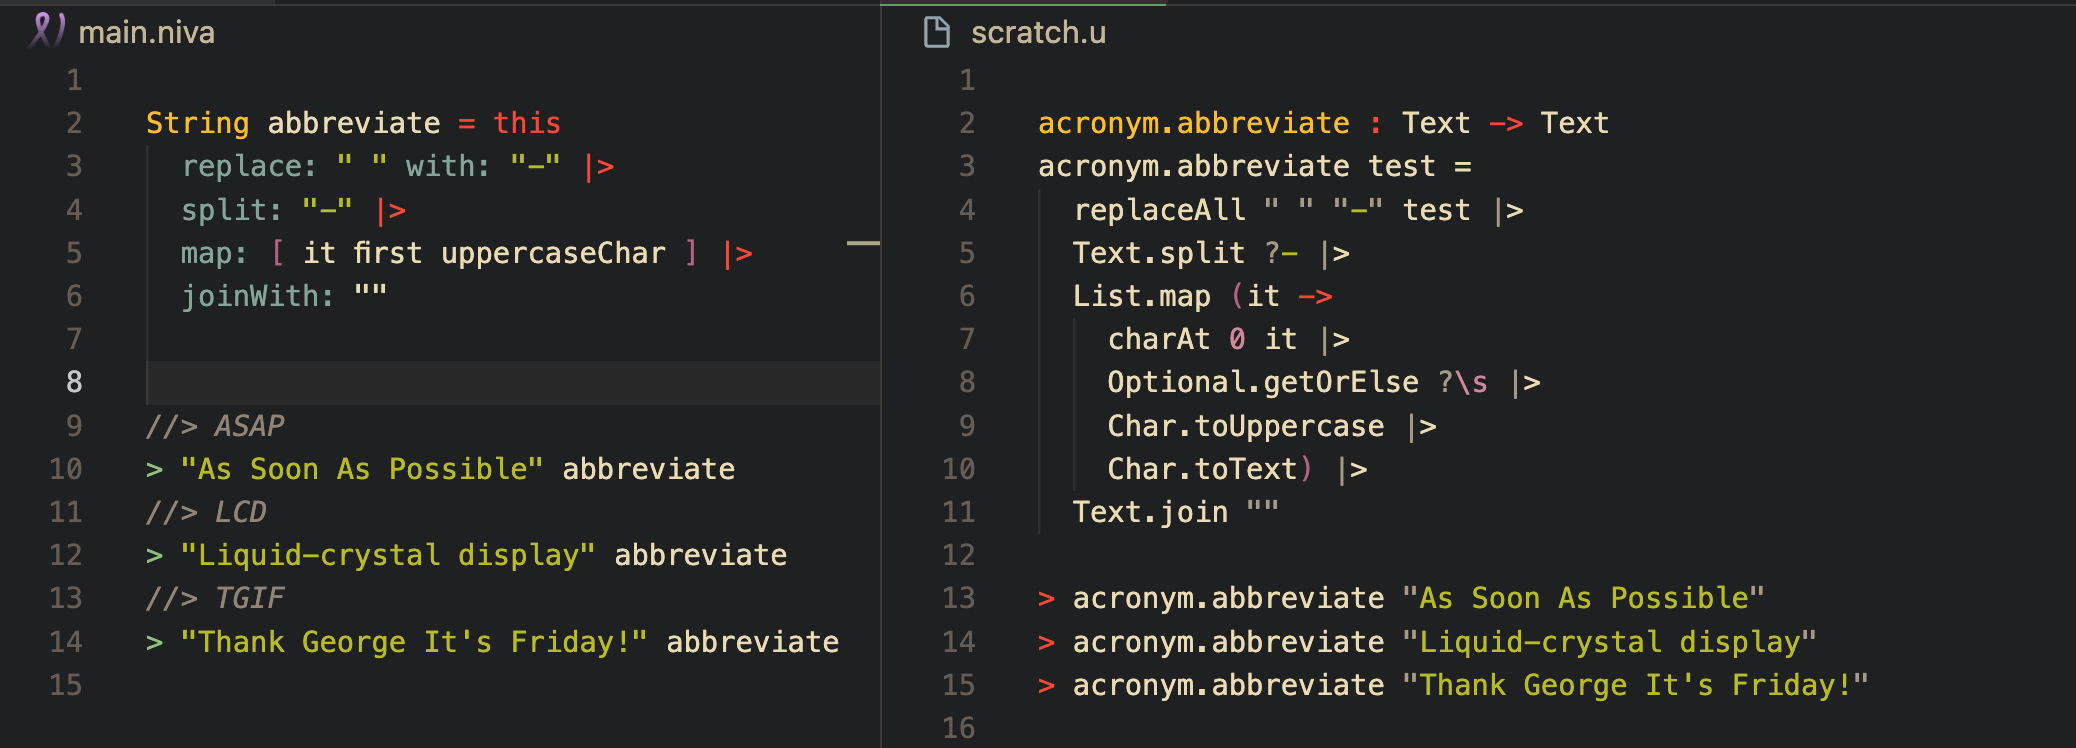 main.niva
1
2 String abbreviate = this
3 replace: " " with: "-" |>
4 split: "-" |>
5 map: [ it first uppercaseChar ] |>
6 joinWith: ""
7
8
9 //> ASAP
10 > "As Soon As Possible" abbreviate
11 //> LCD
12 > "Liquid-crystal display" abbreviate
13 //> TGIF
14 > "Thank George It's Friday!" abbreviate
15
scratch.u
1
2 acronym.abbreviate : Text -> Text
3 acronym.abbreviate test =
4 replaceAll " " "-" test |>
5 Text.split ?- |>
6 List.map (it ->
7 charAt 0 it |>
8 Optional.getOrElse ?\s |>
9 Char.toUppercase |>
10 Char.toText) |>
11 Text.join ""
12
13 > acronym.abbreviate "As Soon As Possible"
14 > acronym.abbreviate "Liquid-crystal display"
15 > acronym.abbreviate "Thank George It's Friday!"
16